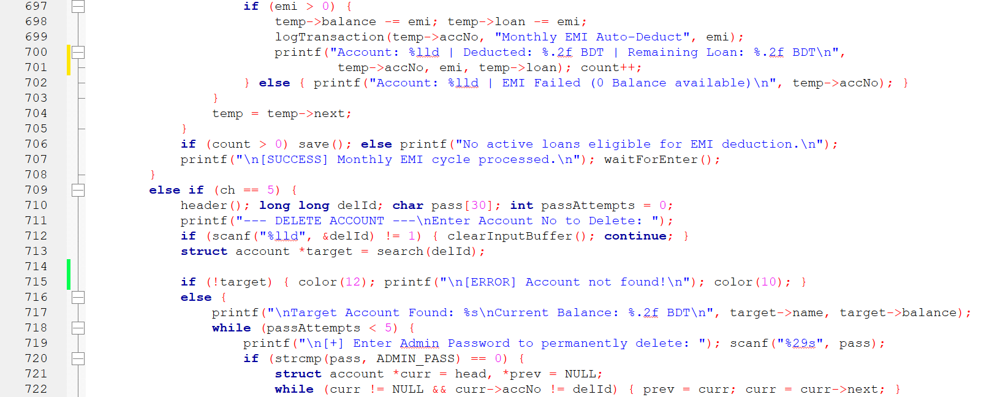 697 if (emi > 0) {
698 temp->balance -= emi; temp->loan -= emi;
699 logTransaction(temp->accNo, "Monthly EMI Auto-Deduct", emi);
700 printf("Account: %lld | Deducted: %.2f BDT | Remaining Loan: %.2f BDT\n",
701 temp->accNo, emi, temp->loan); count++;
702 } else { printf("Account: %lld | EMI Failed (0 Balance available)\n", temp->accNo); }
703 }
704 temp = temp->next;
705 }
706 if (count > 0) save(); else printf("No active loans eligible for EMI deduction.\n");
707 printf("\n[SUCCESS] Monthly EMI cycle processed.\n"); waitForEnter();
708 }
709 else if (ch == 5) {
710 header(); long long delId; char pass[30]; int passAttempts = 0;
711 printf("--- DELETE ACCOUNT ---\nEnter Account No to Delete: ");
712 if (scanf("%lld", &delId) != 1) { clearInputBuffer(); continue; }
713 struct account *target = search(delId);
714
715 if (!target) { color(12); printf("\n[ERROR] Account not found!\n"); color(10); }
716 else {
717 printf("\nTarget Account Found: %s\nCurrent Balance: %.2f BDT\n", target->name, target->balance);
718 while (passAttempts < 5) {
719 printf("\n[+] Enter Admin Password to permanently delete: "); scanf("%29s", pass);
720 if (strcmp(pass, ADMIN_PASS) == 0) {
721 struct account *curr = head, *prev = NULL;
722 while (curr != NULL && curr->accNo != delId) { prev = curr; curr = curr->next; }